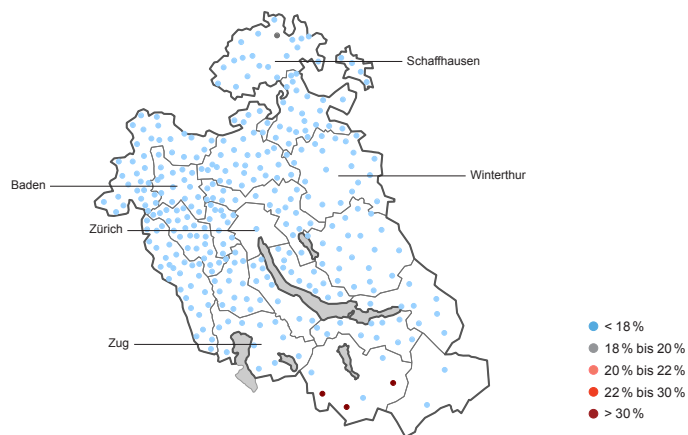 Schaffhausen
Baden
Winterthur
Zürich
Zug
< 18 %
18 % bis 20 %
20 % bis 22 %
22 % bis 30 %
> 30 %